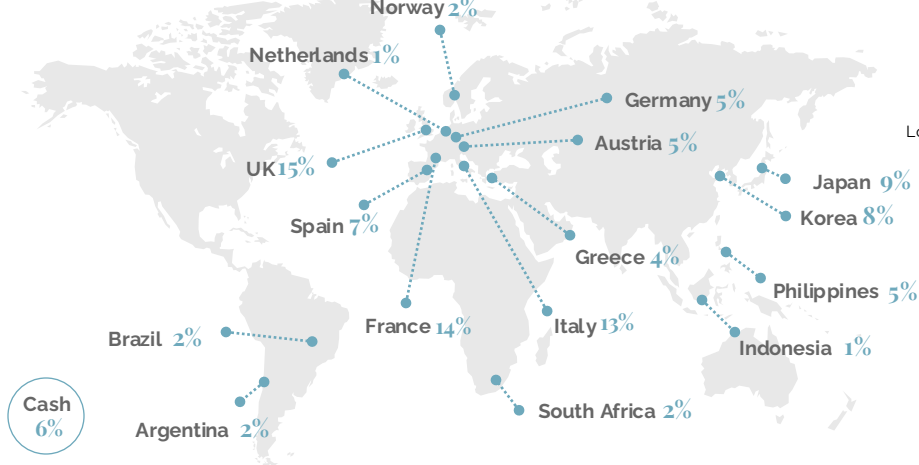 Norway 2%
Netherlands 1%
Germany 5%
Lo
Austria 5%
UK 15%
Japan 9%
Korea 8%
Spain 7%
Greece 4%
Philippines 5%
France 14%
Italy 13%
Brazil 2%
Indonesia 1%
Cash
6%
South Africa 2%
Argentina 2%